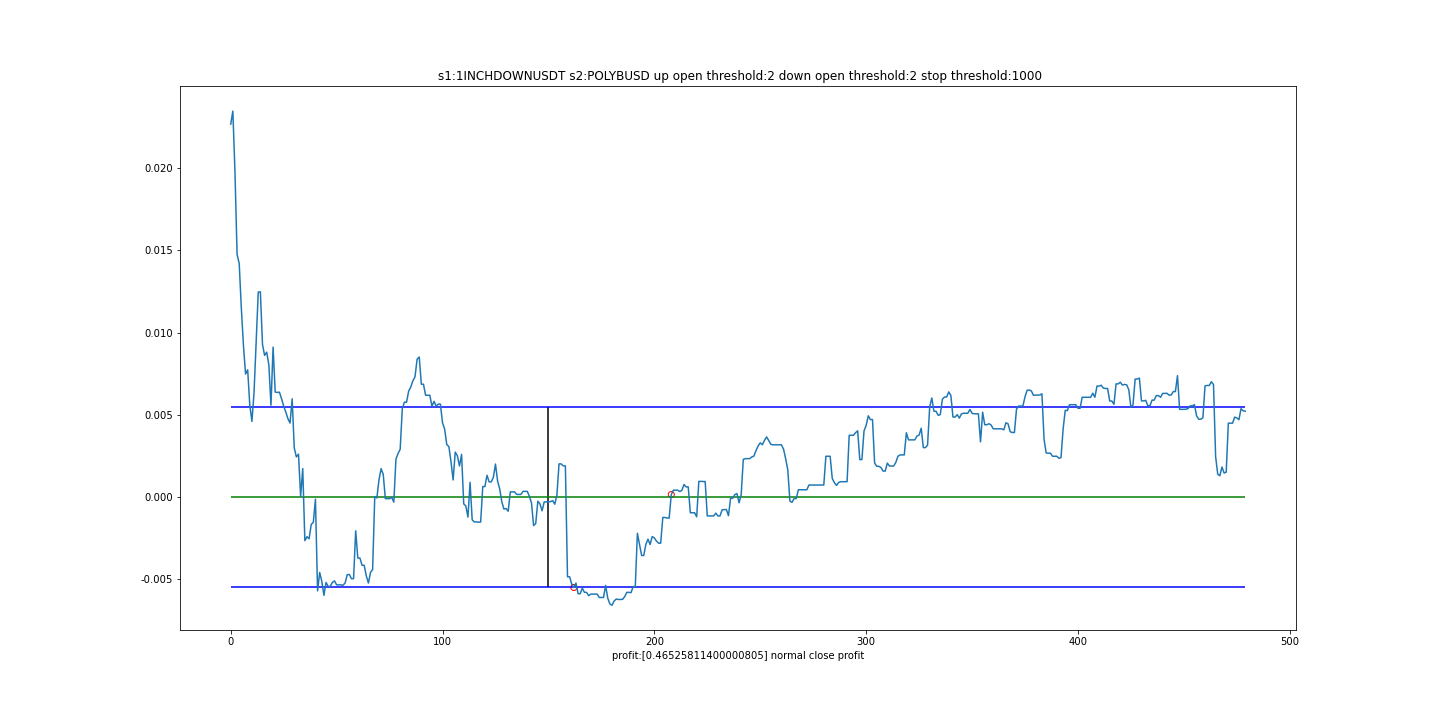 s1:1INCHDOWNUSDT s2:POLYBUSD up open threshold:2 down open threshold:2 stop threshold:1000
0.020
0.015
0.010
0.005
0.000
-0.005
0 100 200 300 400 500
profit:[0.46525811400000805] normal close profit